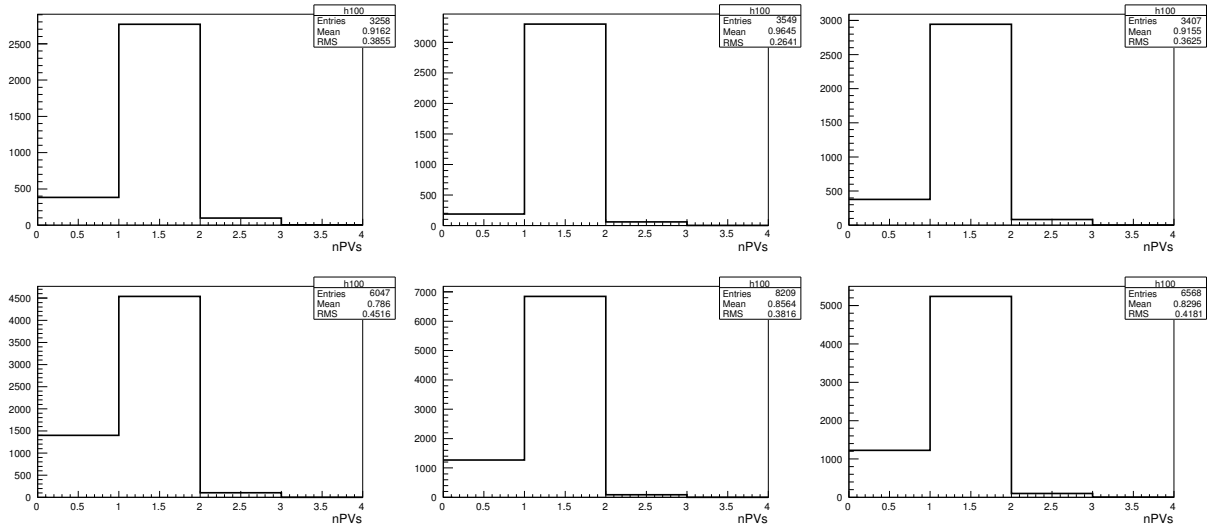 h100
Entries 3258
Mean 0.9162
RMS 0.3855
2500
2000
1500
1000
500
0
0 0.5 1 1.5 2 2.5 3 3.5 4
nPVs
h100
Entries 3549
Mean 0.9645
RMS 0.2641
3000
2500
2000
1500
1000
500
0
0 0.5 1 1.5 2 2.5 3 3.5 4
nPVs
h100
Entries 3407
Mean 0.9155
RMS 0.3625
3000
2500
2000
1500
1000
500
0
0 0.5 1 1.5 2 2.5 3 3.5 4
nPVs
h100
Entries 6047
Mean 0.786
RMS 0.4516
4500
4000
3500
3000
2500
2000
1500
1000
500
0
0 0.5 1 1.5 2 2.5 3 3.5 4
nPVs
h100
Entries 8209
Mean 0.8564
RMS 0.3816
7000
6000
5000
4000
3000
2000
1000
0
0 0.5 1 1.5 2 2.5 3 3.5 4
nPVs
h100
Entries 6568
Mean 0.8296
RMS 0.4181
5000
4000
3000
2000
1000
0
0 0.5 1 1.5 2 2.5 3 3.5 4
nPVs